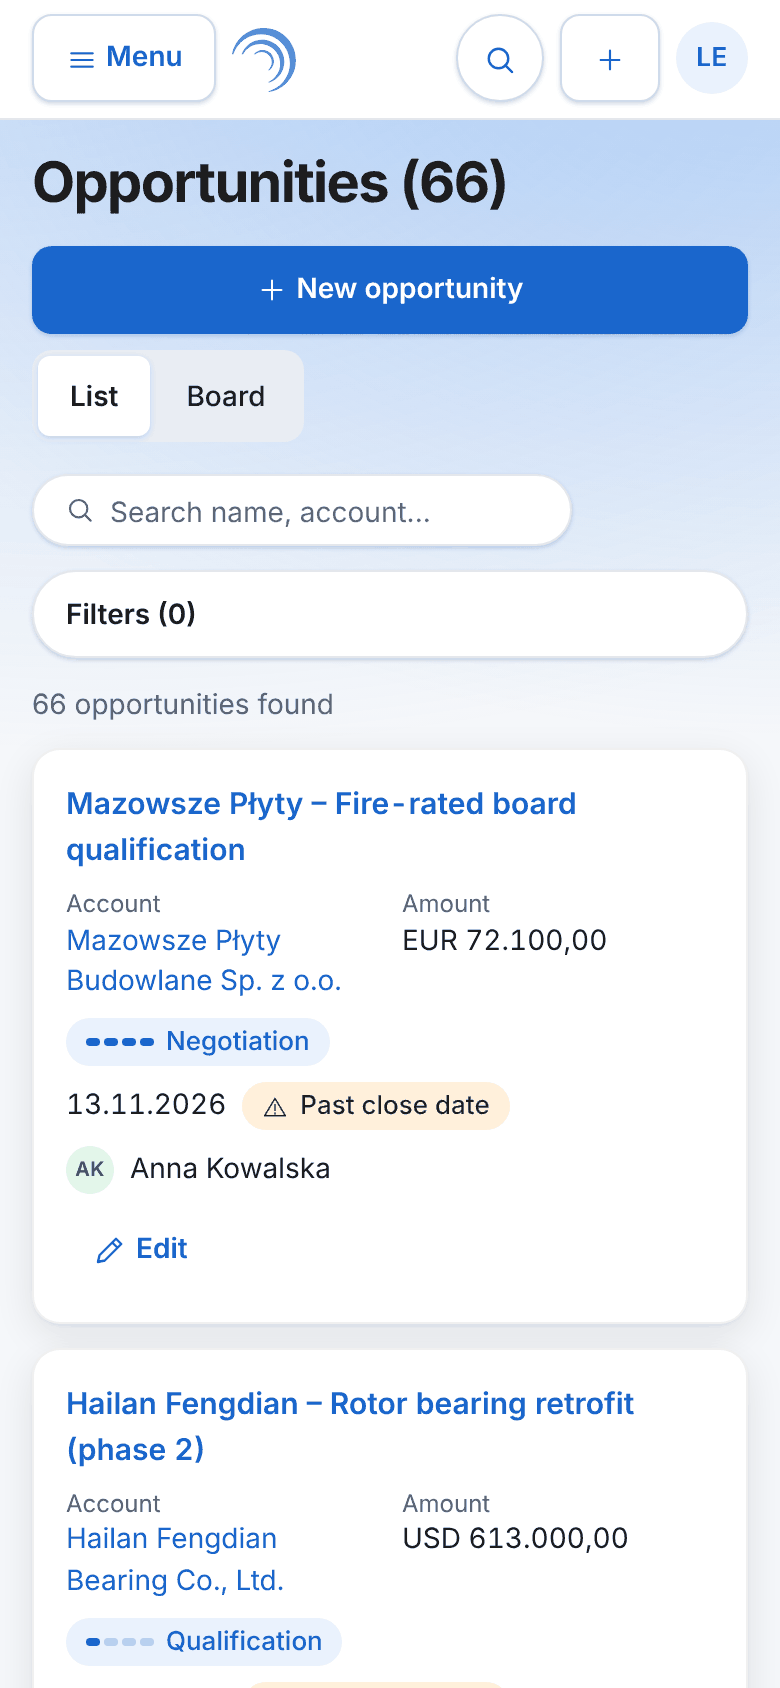 Menu
LE
Opportunities (66)
New opportunity
List
Board
Search name, account...
Filters (0)
66 opportunities found
Mazowsze Płyty – Fire-rated board
qualification
Account
Amount
Mazowsze Płyty
Budowlane Sp. z o.o.
EUR 72.100,00
Negotiation
13.11.2026
Past close date
AK
Anna Kowalska
Edit
Hailan Fengdian – Rotor bearing retrofit
(phase 2)
Account
Amount
Hailan Fengdian
Bearing Co., Ltd.
USD 613.000,00
Qualification